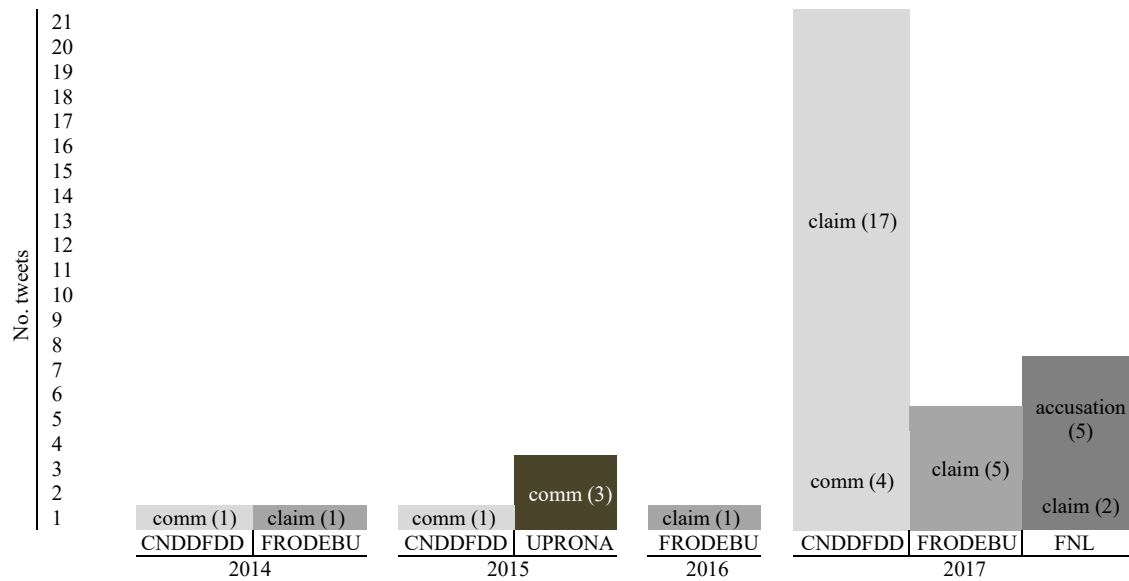 No. tweets
21
20
19
18
17
16
15
14
13
12
11
10
9
8
7
6
5
4
3
2
1
claim (17)
accusation
(5)
comm (4)
claim (5)
comm (3)
claim (2)
comm (1)
claim (1)
comm (1)
claim (1)
CNDDFDD FRODEBU CNDDFDD UPRONA FRODEBU CNDDFDD FRODEBU FNL
2014 2015 2016 2017